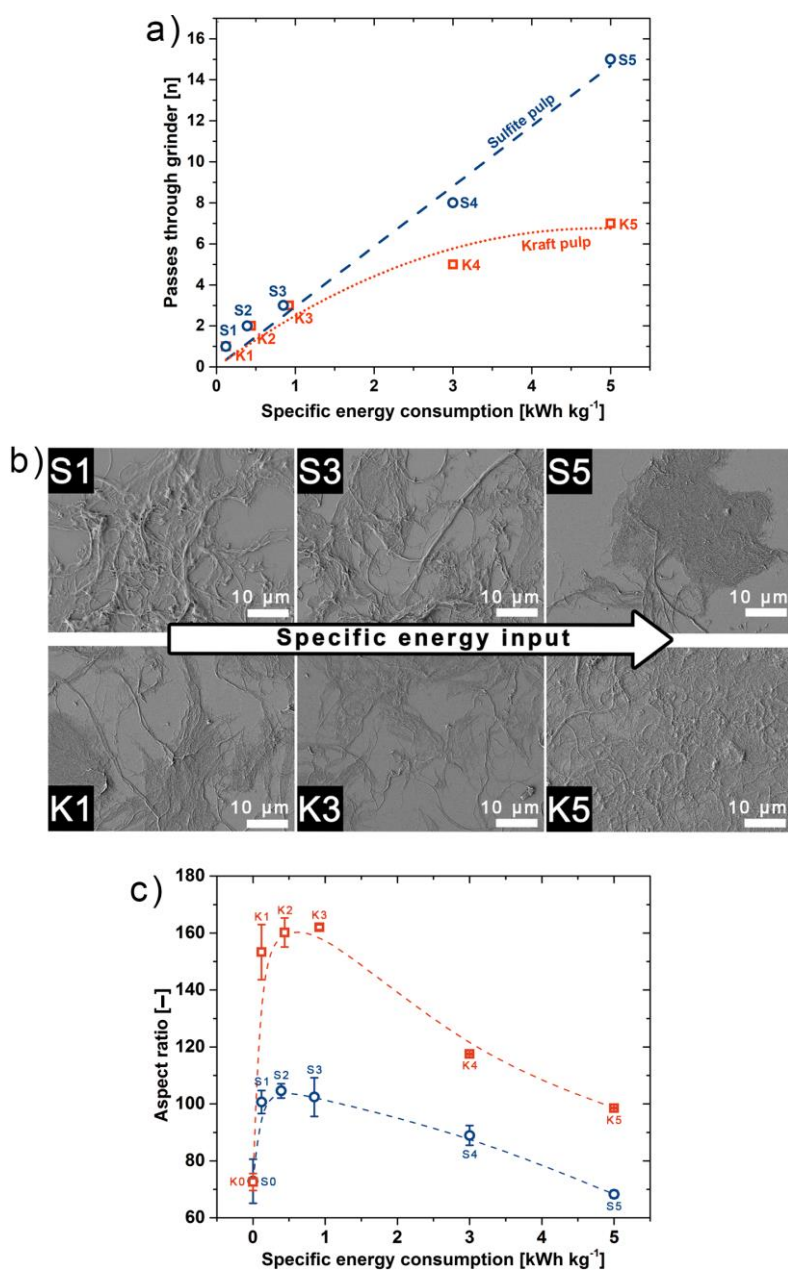 a)
16
14
12
10
8
6
4
2
0
Passes through grinder [n]
S5
Sulfite pulp
S4
K5
Kraft pulp
K4
S3
K3
S2
K2
S1
K1
0 1 2 3 4 5
Specific energy consumption [kWh kg⁻¹]
b)
S1 S3 S5
10 µm 10 µm 10 µm
Specific energy input
K1 K3 K5
10 µm 10 µm 10 µm
c)
180
160
140
120
100
80
60
Aspect ratio [–]
K1 K2 K3
K4
K5
S1 S2 S3
S4
S5
K0 S0
0 1 2 3 4 5
Specific energy consumption [kWh kg⁻¹]